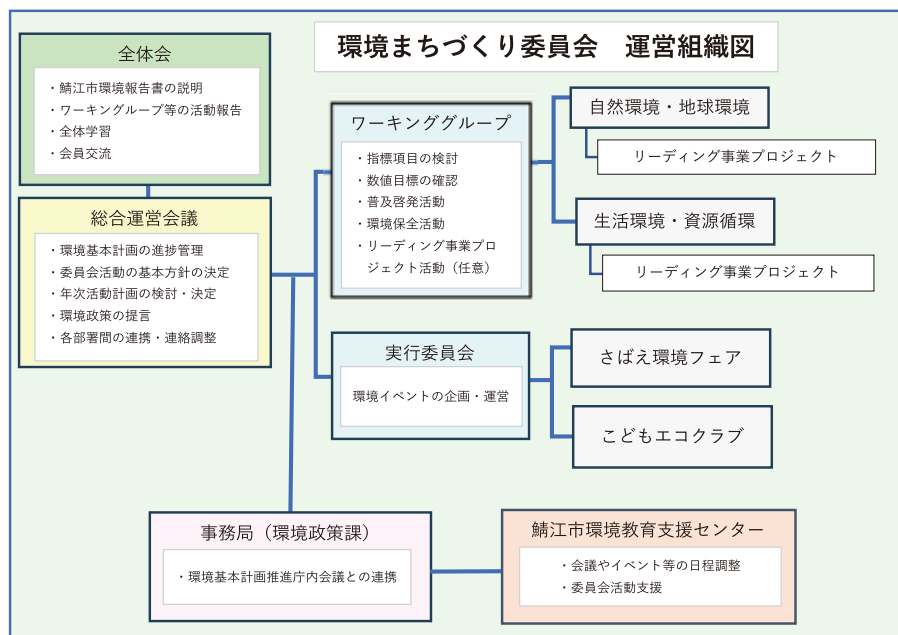 環境まちづくり委員会　運営組織図
全体会
・鯖江市環境報告書の説明
・ワーキングループ等の活動報告
・全体学習
・会員交流
総合運営会議
・環境基本計画の進捗管理
・委員会活動の基本方針の決定
・年次活動計画の検討・決定
・環境政策の提言
・各部署間の連携・連絡調整
ワーキンググループ
・指標項目の検討
・数値目標の確認
・普及啓発活動
・環境保全活動
・リーディング事業プロ
ジェクト活動（任意）
自然環境・地球環境
リーディング事業プロジェクト
生活環境・資源循環
リーディング事業プロジェクト
実行委員会
環境イベントの企画・運営
さばえ環境フェア
こどもエコクラブ
事務局（環境政策課）
・環境基本計画推進庁内会議との連携
鯖江市環境教育支援センター
・会議やイベント等の日程調整
・委員会活動支援